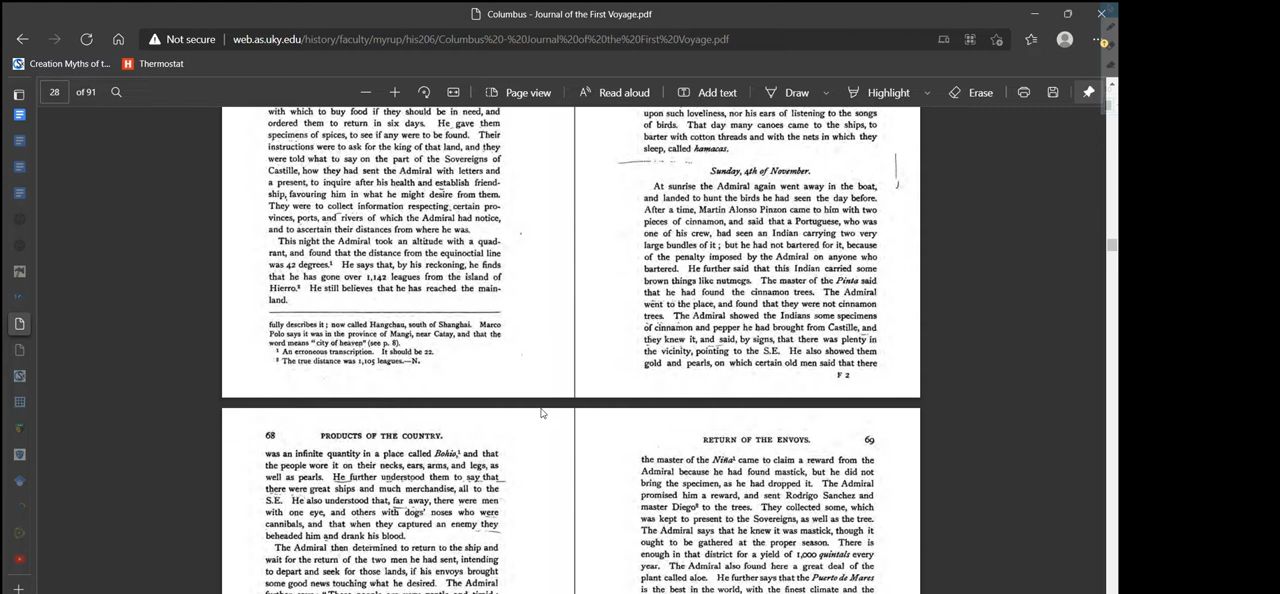 Columbus - Journal of the First Voyage.pdf
Not secure
web.as.uky.edu/history/faculty/myrup/his206/Columbus%20-%20Journal%20of%20the%20First%20Voyage.pdf
Creation Myths of t...
Thermostat
28
of 91
Page view
Read aloud
Add text
Draw
Highlight
Erase
with which to buy food if they should be in need, and
ordered them to return in six days. He gave them
specimens of spices, to see if any were to be found. Their
instructions were to ask for the king of that land, and they
were told what to say on the part of the Sovereigns of
Castille, how they had sent the Admiral with letters and
a present, to inquire after his health and establish friend-
ship, favouring him in what he might desire from them.
They were to collect information respecting certain pro-
vinces, ports, and rivers of which the Admiral had notice,
and to ascertain their distances from where he was.
This night the Admiral took an altitude with a quad-
rant, and found that the distance from the equinoctial line
was 42 degrees.¹ He says that, by his reckoning, he finds
that he has gone over 1,142 leagues from the island of
Hierro.² He still believes that he has reached the main-
land.
fully describes it; now called Hangchau, south of Shanghai. Marco
Polo says it was in the province of Mangi, near Catay, and that the
word means "city of heaven" (see p. 8).
¹ An erroneous transcription. It should be 22.
² The true distance was 1,105 leagues.—N.
upon such loveliness, nor his ears of listening to the songs
of birds. That day many canoes came to the ships, to
barter with cotton threads and with the nets in which they
sleep, called hamacas.
Sunday, 4th of November.
At sunrise the Admiral again went away in the boat,
and landed to hunt the birds he had seen the day before.
After a time, Martin Alonso Pinzon came to him with two
pieces of cinnamon, and said that a Portuguese, who was
one of his crew, had seen an Indian carrying two very
large bundles of it; but he had not bartered for it, because
of the penalty imposed by the Admiral on anyone who
bartered. He further said that this Indian carried some
brown things like nutmegs. The master of the Pinta said
that he had found the cinnamon trees. The Admiral
went to the place, and found that they were not cinnamon
trees. The Admiral showed the Indians some specimens
of cinnamon and pepper he had brought from Castille, and
they knew it, and said, by signs, that there was plenty in
the vicinity, pointing to the S.E. He also showed them
gold and pearls, on which certain old men said that there
F 2
68 PRODUCTS OF THE COUNTRY.
was an infinite quantity in a place called Bohio,¹ and that
the people wore it on their necks, ears, arms, and legs, as
well as pearls. He further understood them to say that
there were great ships and much merchandise, all to the
S.E. He also understood that, far away, there were men
with one eye, and others with dogs' noses who were
cannibals, and that when they captured an enemy they
beheaded him and drank his blood.
The Admiral then determined to return to the ship and
wait for the return of the two men he had sent, intending
to depart and seek for those lands, if his envoys brought
some good news touching what he desired. The Admiral
further says: "These people are very gentle and timid;
RETURN OF THE ENVOYS. 69
the master of the Niña¹ came to claim a reward from the
Admiral because he had found mastick, but he did not
bring the specimen, as he had dropped it. The Admiral
promised him a reward, and sent Rodrigo Sanchez and
master Diego² to the trees. They collected some, which
was kept to present to the Sovereigns, as well as the tree.
The Admiral says that he knew it was mastick, though it
ought to be gathered at the proper season. There is
enough in that district for a yield of 1,000 quintals every
year. The Admiral also found here a great deal of the
plant called aloe. He further says that the Puerto de Mares
is the best in the world, with the finest climate and the